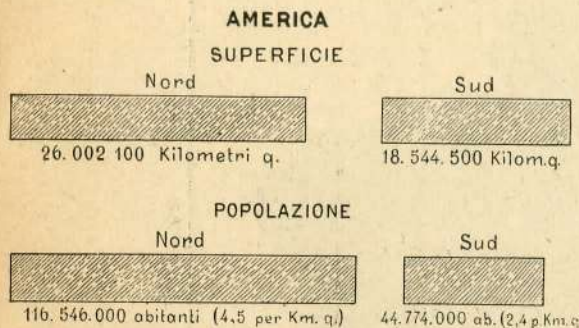 AMERICA
SUPERFICIE
Nord Sud
26.002 100 Kilometri q. 18.544.500 Kilom.q.
POPOLAZIONE
Nord Sud
116.546.000 abitanti (4,5 per Km. q.) 44.774.000 ab. (2,4 p.Km. q.